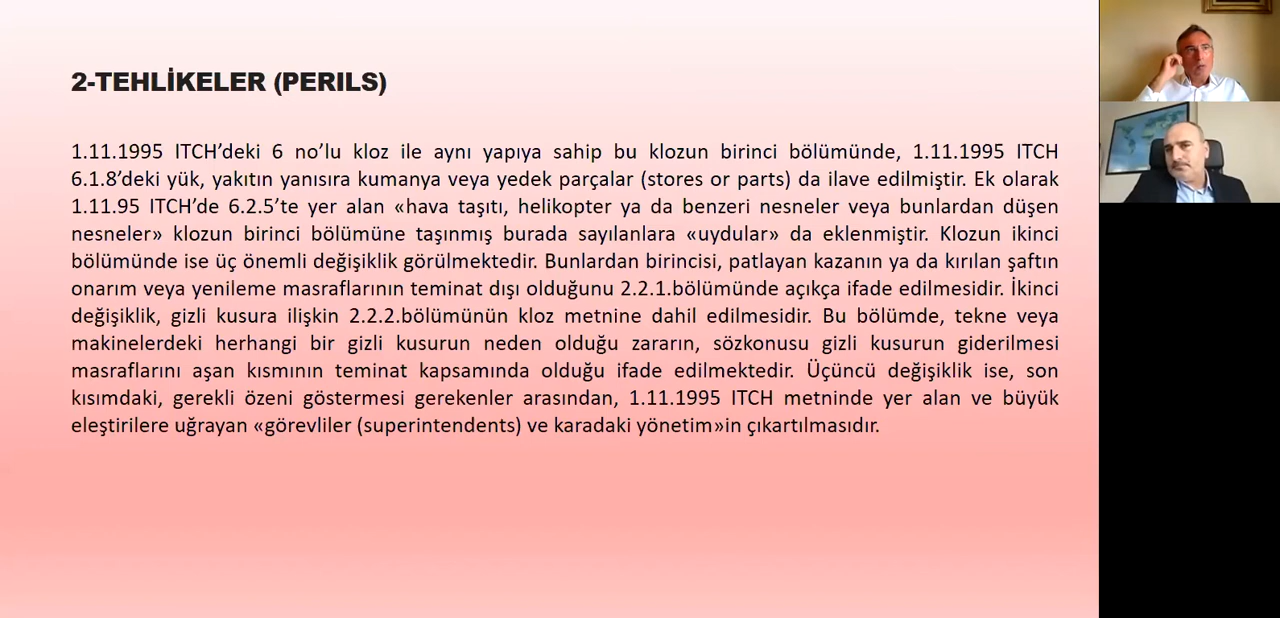 2-TEHLİKELER (PERILS)
1.11.1995 ITCH’deki 6 no’lu kloz ile aynı yapıya sahip bu klozun birinci bölümünde, 1.11.1995 ITCH
6.1.8’deki yük, yakıtın yanısıra kumanya veya yedek parçalar (stores or parts) da ilave edilmiştir. Ek olarak
1.11.95 ITCH’de 6.2.5’te yer alan «hava taşıtı, helikopter ya da benzeri nesneler veya bunlardan düşen
nesneler» klozun birinci bölümüne taşınmış burada sayılanlara «uydular» da eklenmiştir. Klozun ikinci
bölümünde ise üç önemli değişiklik görülmektedir. Bunlardan birincisi, patlayan kazanın ya da kırılan şaftın
onarım veya yenileme masraflarının teminat dışı olduğunu 2.2.1.bölümünde açıkça ifade edilmesidir. İkinci
değişiklik, gizli kusura ilişkin 2.2.2.bölümünün kloz metnine dahil edilmesidir. Bu bölümde, tekne veya
makinelerdeki herhangi bir gizli kusurun neden olduğu zararın, sözkonusu gizli kusurun giderilmesi
masraflarını aşan kısmının teminat kapsamında olduğu ifade edilmektedir. Üçüncü değişiklik ise, son
kısımdaki, gerekli özeni göstermesi gerekenler arasından, 1.11.1995 ITCH metninde yer alan ve büyük
eleştirilere uğrayan «görevliler (superintendents) ve karadaki yönetim»in çıkartılmasıdır.